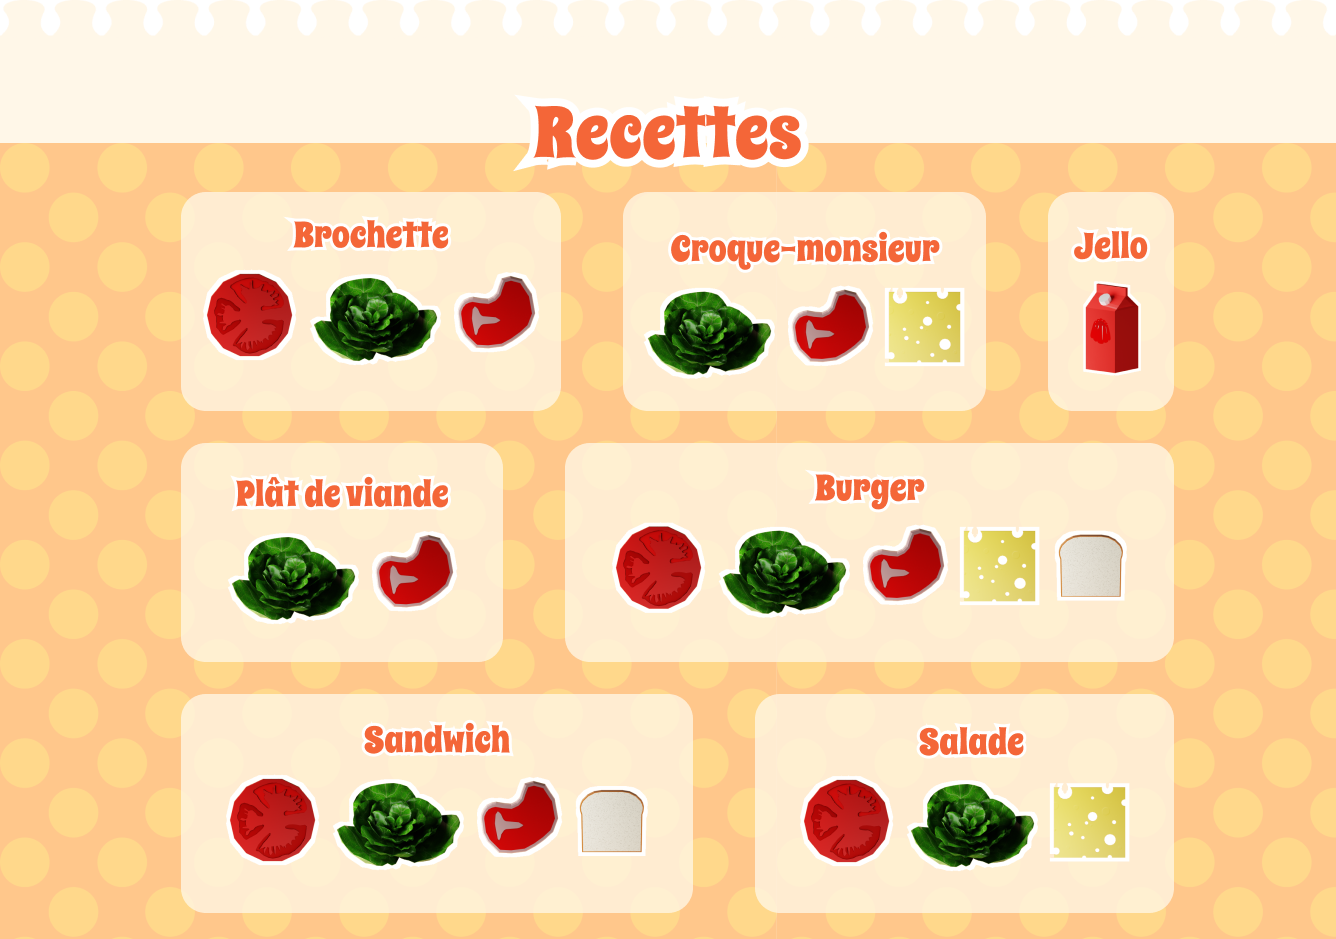 Recettes
Brochette
Croque-monsieur
Jello
Plât de viande
Burger
Sandwich
Salade